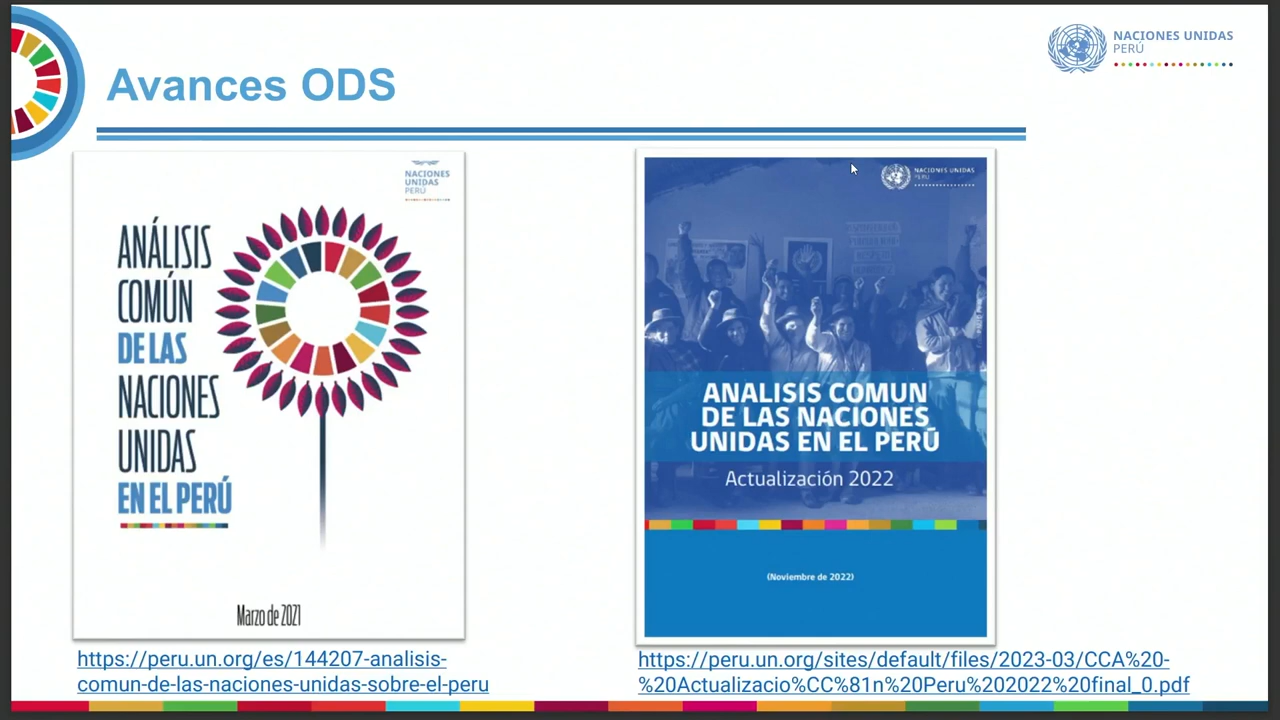 Avances ODS
NACIONES UNIDAS
PERÚ
NACIONES
UNIDAS
PERÚ
ANÁLISIS
COMÚN
DE LAS
NACIONES
UNIDAS
EN EL PERÚ
Marzo de 2021
https://peru.un.org/es/144207-analisis-
comun-de-las-naciones-unidas-sobre-el-peru
NACIONES UNIDAS
PERÚ
ANALISIS COMUN
DE LAS NACIONES
UNIDAS EN EL PERÚ
Actualización 2022
(Noviembre de 2022)
https://peru.un.org/sites/default/files/2023-03/CCA%20-
%20Actualizacio%CC%81n%20Peru%202022%20final_0.pdf